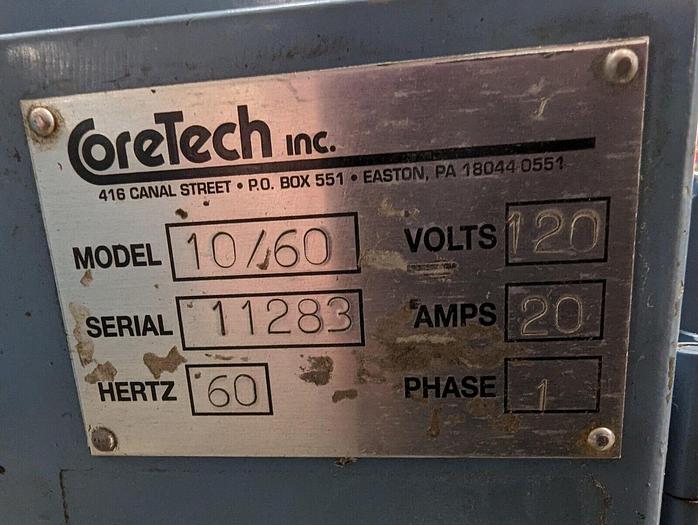 CoreTech INC.
416 CANAL STREET • P.O. BOX 551 • EASTON, PA 18044-0551
MODEL 10/60 VOLTS 120
SERIAL 11283 AMPS 20
HERTZ 60 PHASE 1